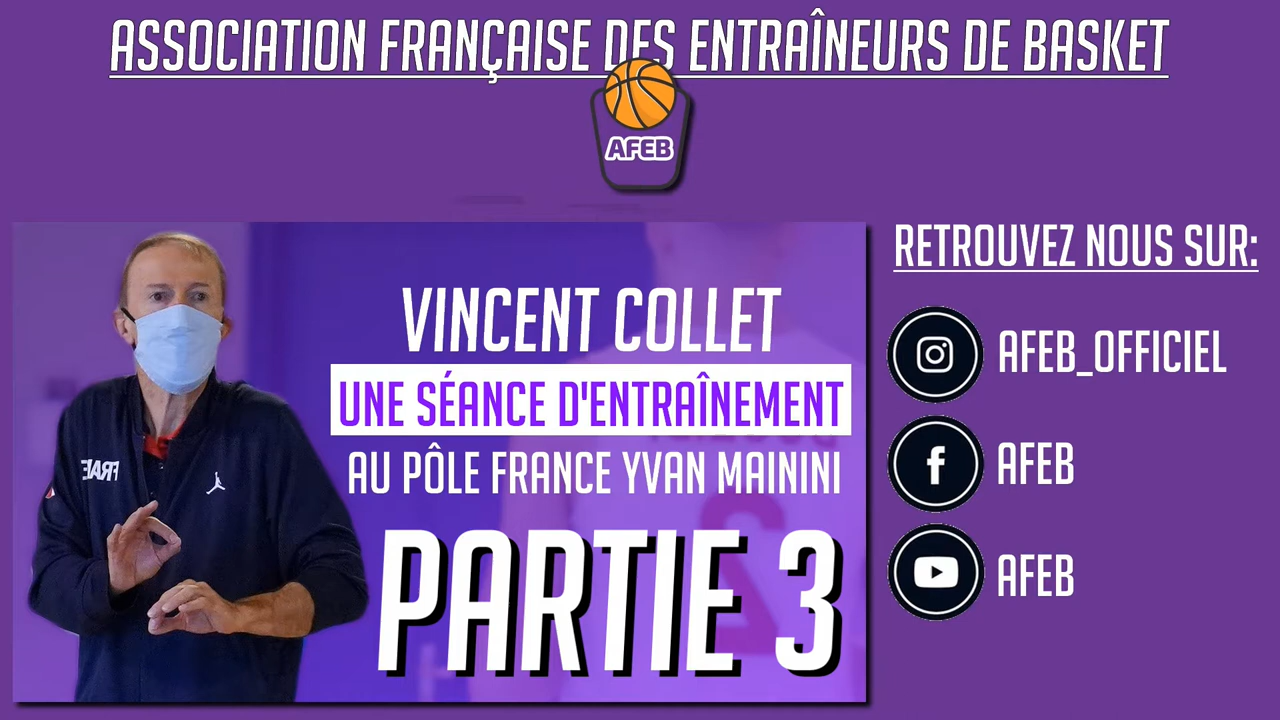 ASSOCIATION FRANÇAISE DES ENTRAÎNEURS DE BASKET
AFEB
VINCENT COLLET
UNE SÉANCE D'ENTRAÎNEMENT
AU PÔLE FRANCE YVAN MAININI
PARTIE 3
2
RETROUVEZ NOUS SUR:
AFEB_OFFICIEL
AFEB
AFEB